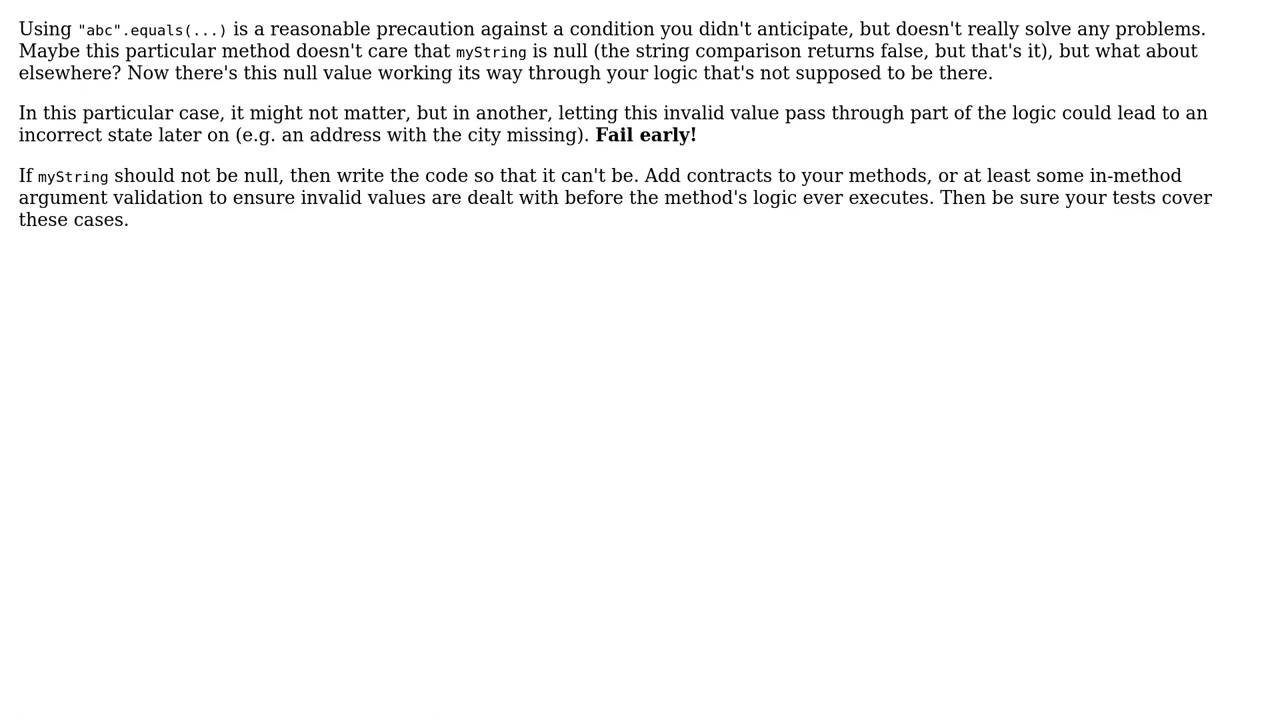 Using "abc".equals(...) is a reasonable precaution against a condition you didn't anticipate, but doesn't really solve any problems.
Maybe this particular method doesn't care that myString is null (the string comparison returns false, but that's it), but what about
elsewhere? Now there's this null value working its way through your logic that's not supposed to be there.
In this particular case, it might not matter, but in another, letting this invalid value pass through part of the logic could lead to an
incorrect state later on (e.g. an address with the city missing). Fail early!
If myString should not be null, then write the code so that it can't be. Add contracts to your methods, or at least some in-method
argument validation to ensure invalid values are dealt with before the method's logic ever executes. Then be sure your tests cover
these cases.